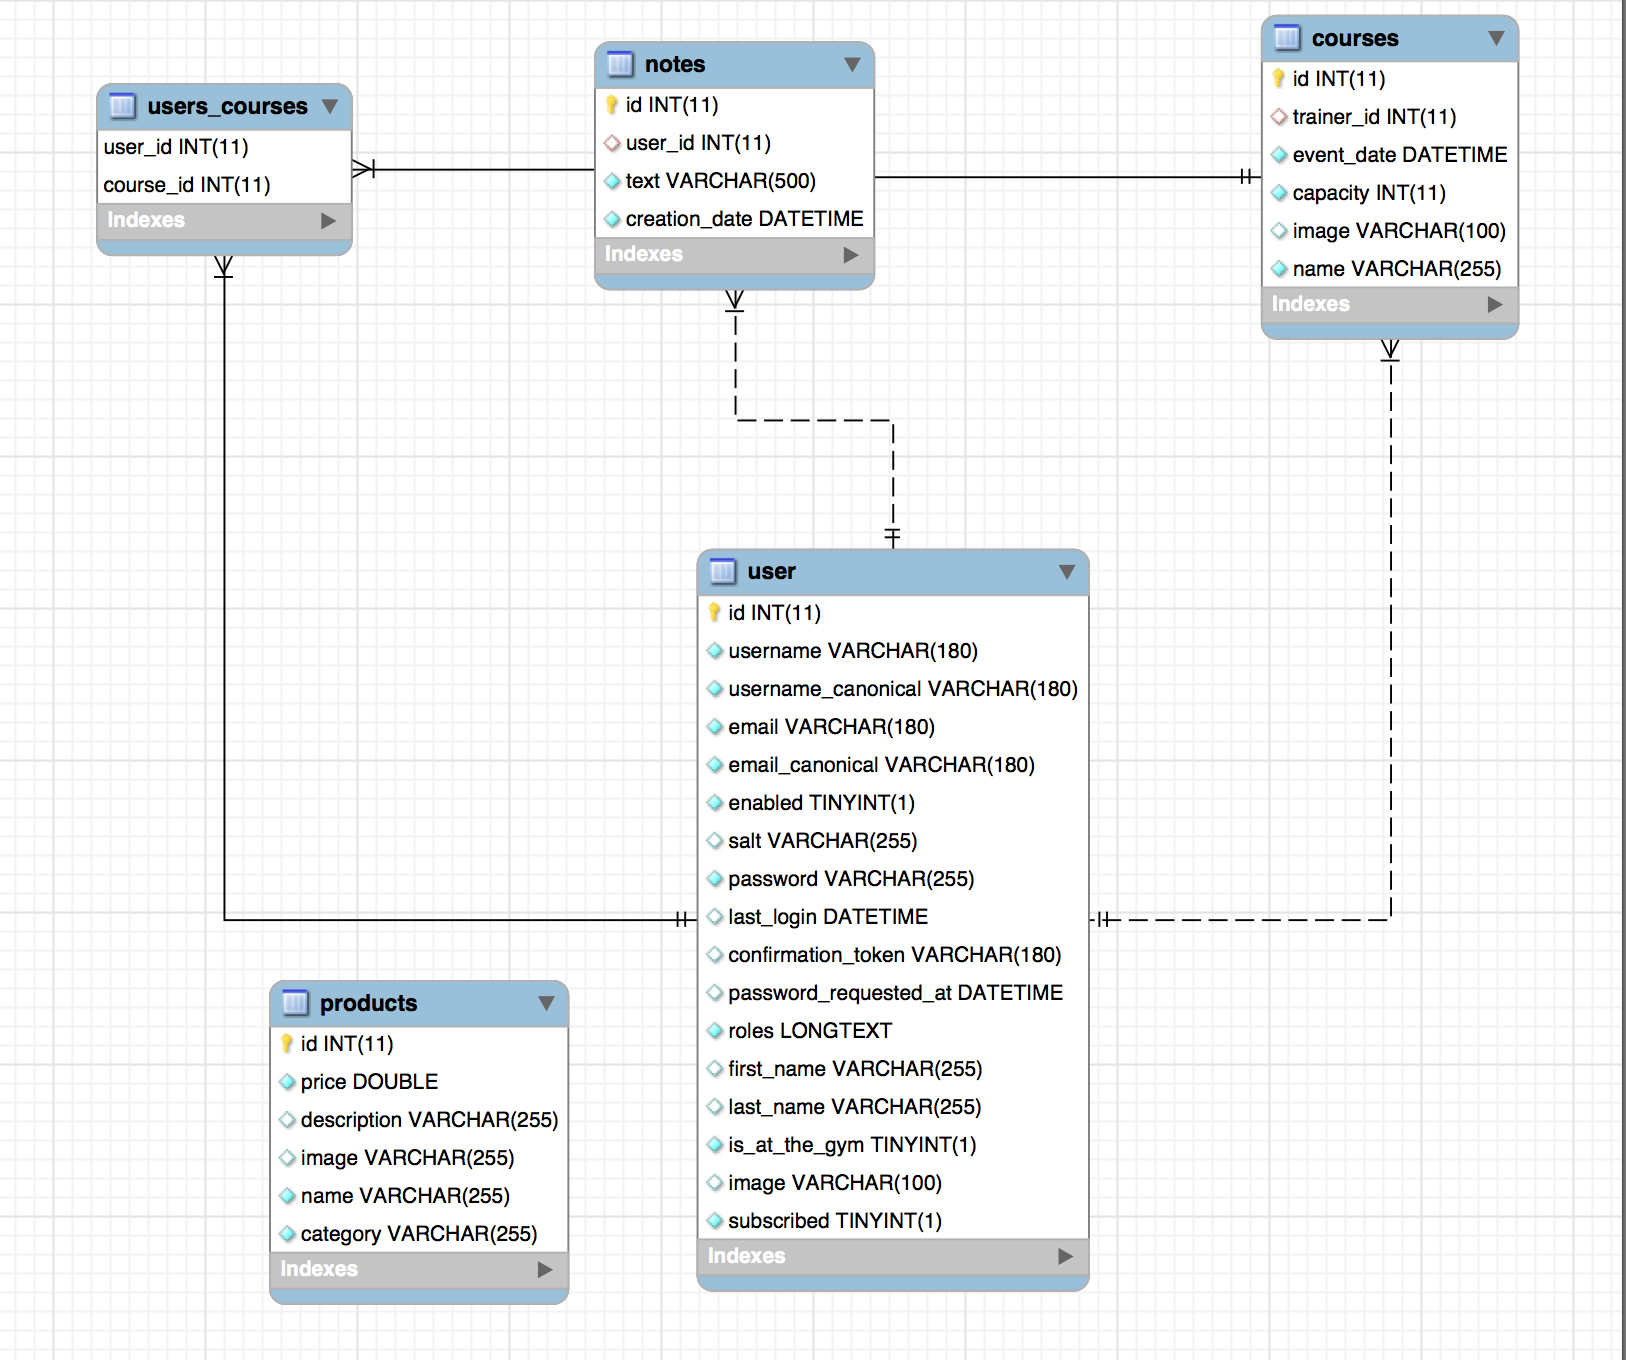 users_courses
user_id INT(11)
course_id INT(11)
Indexes
notes
id INT(11)
user_id INT(11)
text VARCHAR(500)
creation_date DATETIME
Indexes
courses
id INT(11)
trainer_id INT(11)
event_date DATETIME
capacity INT(11)
image VARCHAR(100)
name VARCHAR(255)
Indexes
user
id INT(11)
username VARCHAR(180)
username_canonical VARCHAR(180)
email VARCHAR(180)
email_canonical VARCHAR(180)
enabled TINYINT(1)
salt VARCHAR(255)
password VARCHAR(255)
last_login DATETIME
confirmation_token VARCHAR(180)
password_requested_at DATETIME
roles LONGTEXT
first_name VARCHAR(255)
last_name VARCHAR(255)
is_at_the_gym TINYINT(1)
image VARCHAR(100)
subscribed TINYINT(1)
Indexes
products
id INT(11)
price DOUBLE
description VARCHAR(255)
image VARCHAR(255)
name VARCHAR(255)
category VARCHAR(255)
Indexes